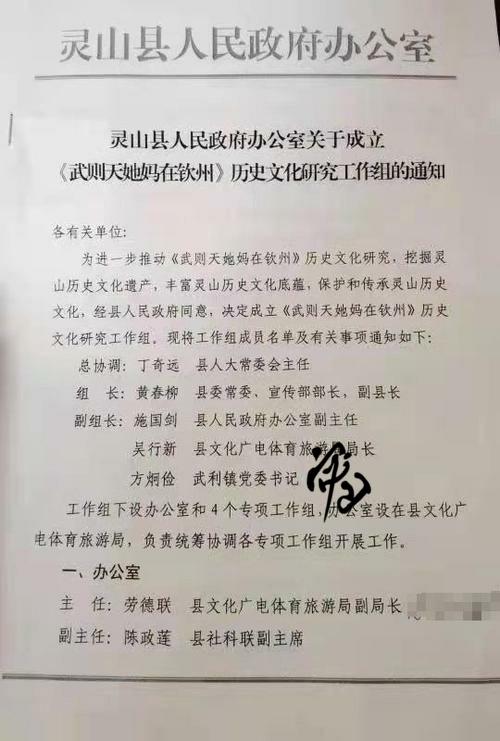 灵山县人民政府办公室
灵山县人民政府办公室关于成立
《武则天她妈在钦州》历史文化研究工作组的通知
各有关单位：
为进一步推动《武则天她妈在钦州》历史文化研究，挖掘灵
山历史文化遗产，丰富灵山历史文化底蕴，保护和传承灵山历史
文化，经县人民政府同意，决定成立《武则天她妈在钦州》历史
文化研究工作组。现将工作组成员名单及有关事项通知如下：
总协调：丁奇远 县人大常委会主任
组 长：黄春柳 县委常委、宣传部部长，副县长
副组长：施国剑 县人民政府办公室副主任
吴行新 县文化广电体育旅游局局长
方炯俭 武利镇党委书记
工作组下设办公室和4个专项工作组，办公室设在县文化广
电体育旅游局，负责统筹协调各专项工作组开展工作。
一、办公室
主 任：劳德联 县文化广电体育旅游局副局长
副主任：陈政莲 县社科联副主席